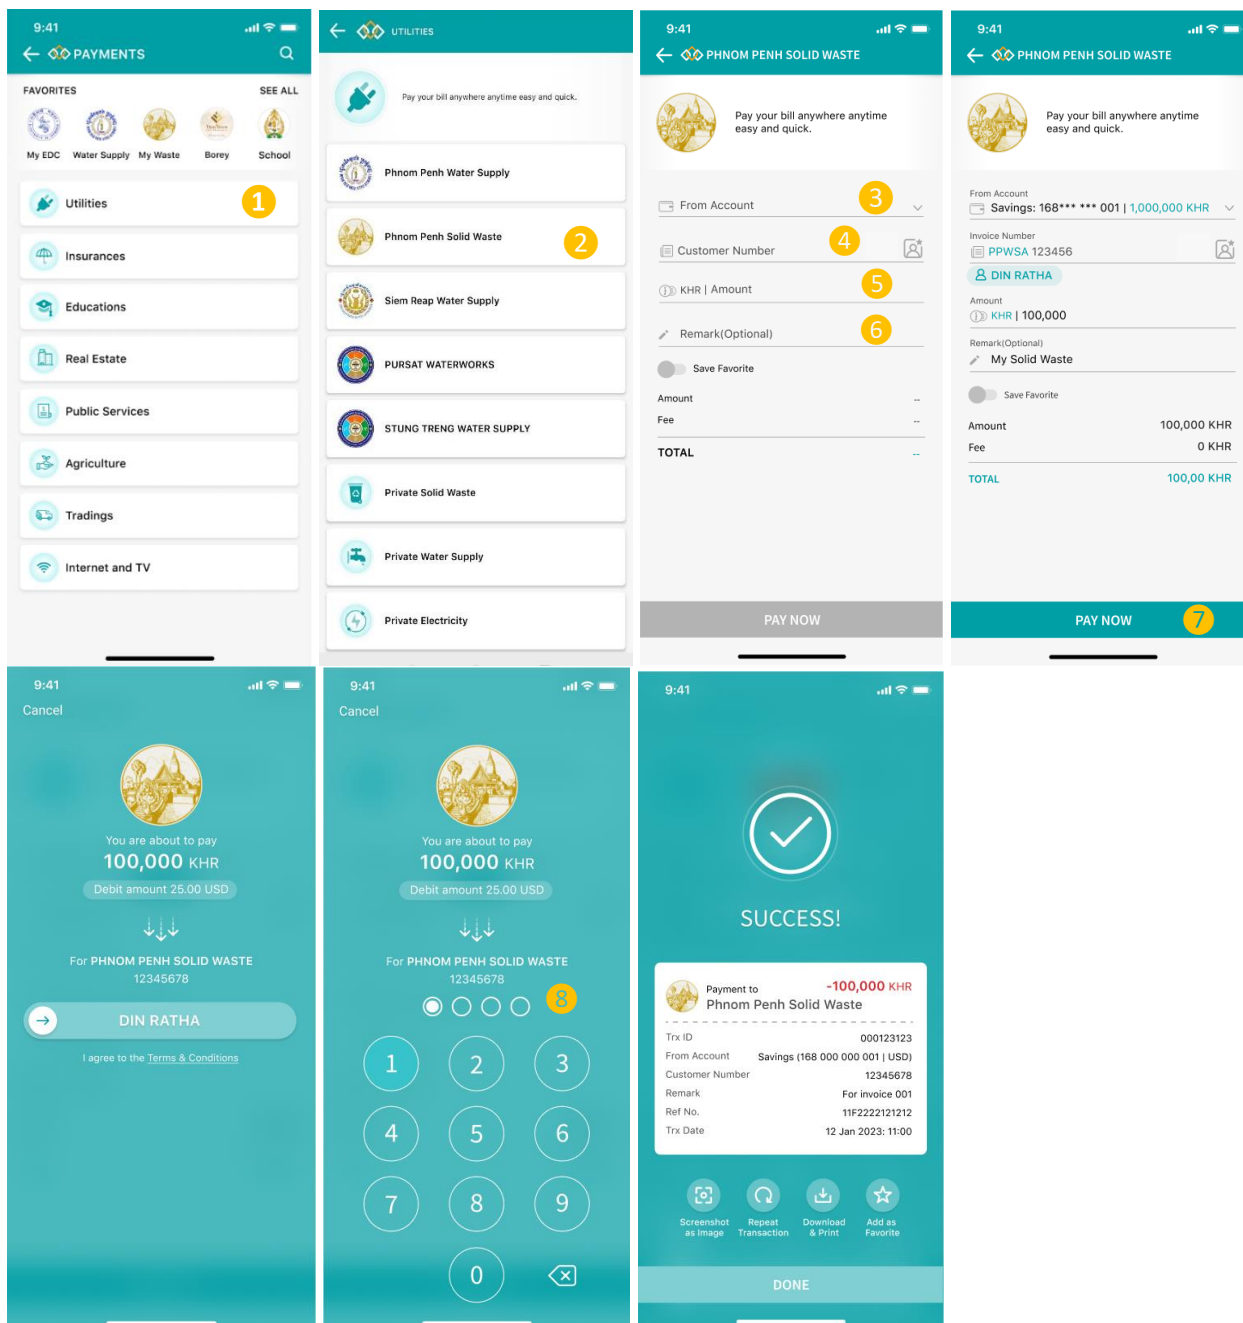 9:41
PAYMENTS
FAVORITES SEE ALL
My EDC Water Supply My Waste Borey School
Utilities 1
Insurances
Educations
Real Estate
Public Services
Agriculture
Tradings
Internet and TV
UTILITIES
Pay your bill anywhere anytime easy and quick.
Phnom Penh Water Supply
Phnom Penh Solid Waste 2
Siem Reap Water Supply
PURSAT WATERWORKS
STUNG TRENG WATER SUPPLY
Private Solid Waste
Private Water Supply
Private Electricity
9:41
PHNOM PENH SOLID WASTE
Pay your bill anywhere anytime
easy and quick.
From Account 3
Customer Number 4
KHR | Amount 5
Remark(Optional) 6
Save Favorite
Amount --
Fee --
TOTAL --
PAY NOW
9:41
PHNOM PENH SOLID WASTE
Pay your bill anywhere anytime
easy and quick.
From Account
Savings: 168*** *** 001 | 1,000,000 KHR
Invoice Number
PPWSA 123456
DIN RATHA
Amount
KHR | 100,000
Remark(Optional)
My Solid Waste
Save Favorite
Amount 100,000 KHR
Fee 0 KHR
TOTAL 100,00 KHR
PAY NOW 7
9:41
Cancel
You are about to pay
100,000 KHR
Debit amount 25.00 USD
For PHNOM PENH SOLID WASTE
12345678
DIN RATHA
I agree to the Terms & Conditions
9:41
Cancel
You are about to pay
100,000 KHR
Debit amount 25.00 USD
For PHNOM PENH SOLID WASTE
12345678
8
1 2 3
4 5 6
7 8 9
0
9:41
SUCCESS!
Payment to -100,000 KHR
Phnom Penh Solid Waste
Trx ID 000123123
From Account Savings (168 000 000 001 | USD)
Customer Number 12345678
Remark For invoice 001
Ref No. 11F2222121212
Trx Date 12 Jan 2023: 11:00
Screenshot as Image
Repeat Transaction
Download & Print
Add as Favorite
DONE